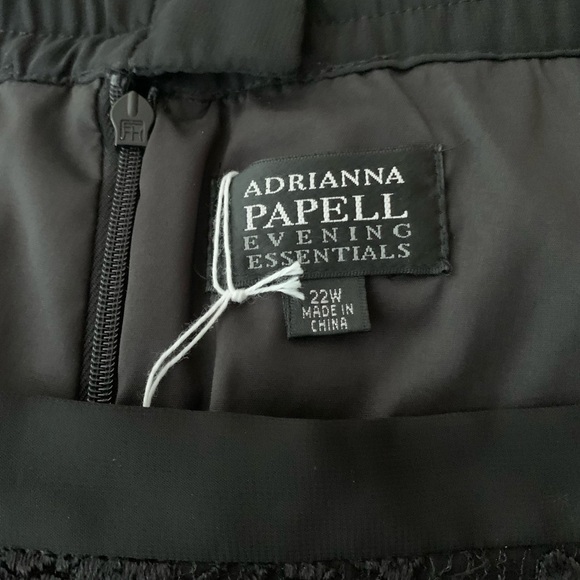 ADRIANNA
PAPELL
EVENING
ESSENTIALS
22W
MADE IN
CHINA